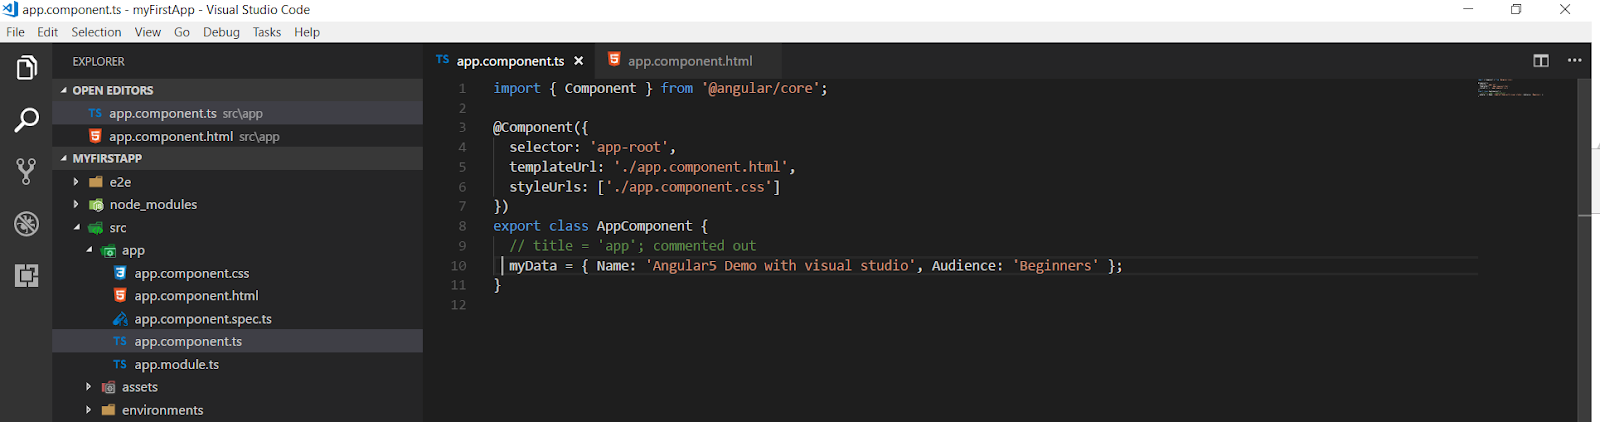 app.component.ts - myFirstApp - Visual Studio Code
File Edit Selection View Go Debug Tasks Help
EXPLORER
OPEN EDITORS
TS app.component.ts src\app
app.component.html src\app
MYFIRSTAPP
e2e
node_modules
src
app
app.component.css
app.component.html
app.component.spec.ts
TS app.component.ts
TS app.module.ts
assets
environments
TS app.component.ts × app.component.html
1 import { Component } from '@angular/core';
2
3 @Component({
4   selector: 'app-root',
5   templateUrl: './app.component.html',
6   styleUrls: ['./app.component.css']
7 })
8 export class AppComponent {
9   // title = 'app'; commented out
10   myData = { Name: 'Angular5 Demo with visual studio', Audience: 'Beginners' };
11 }
12